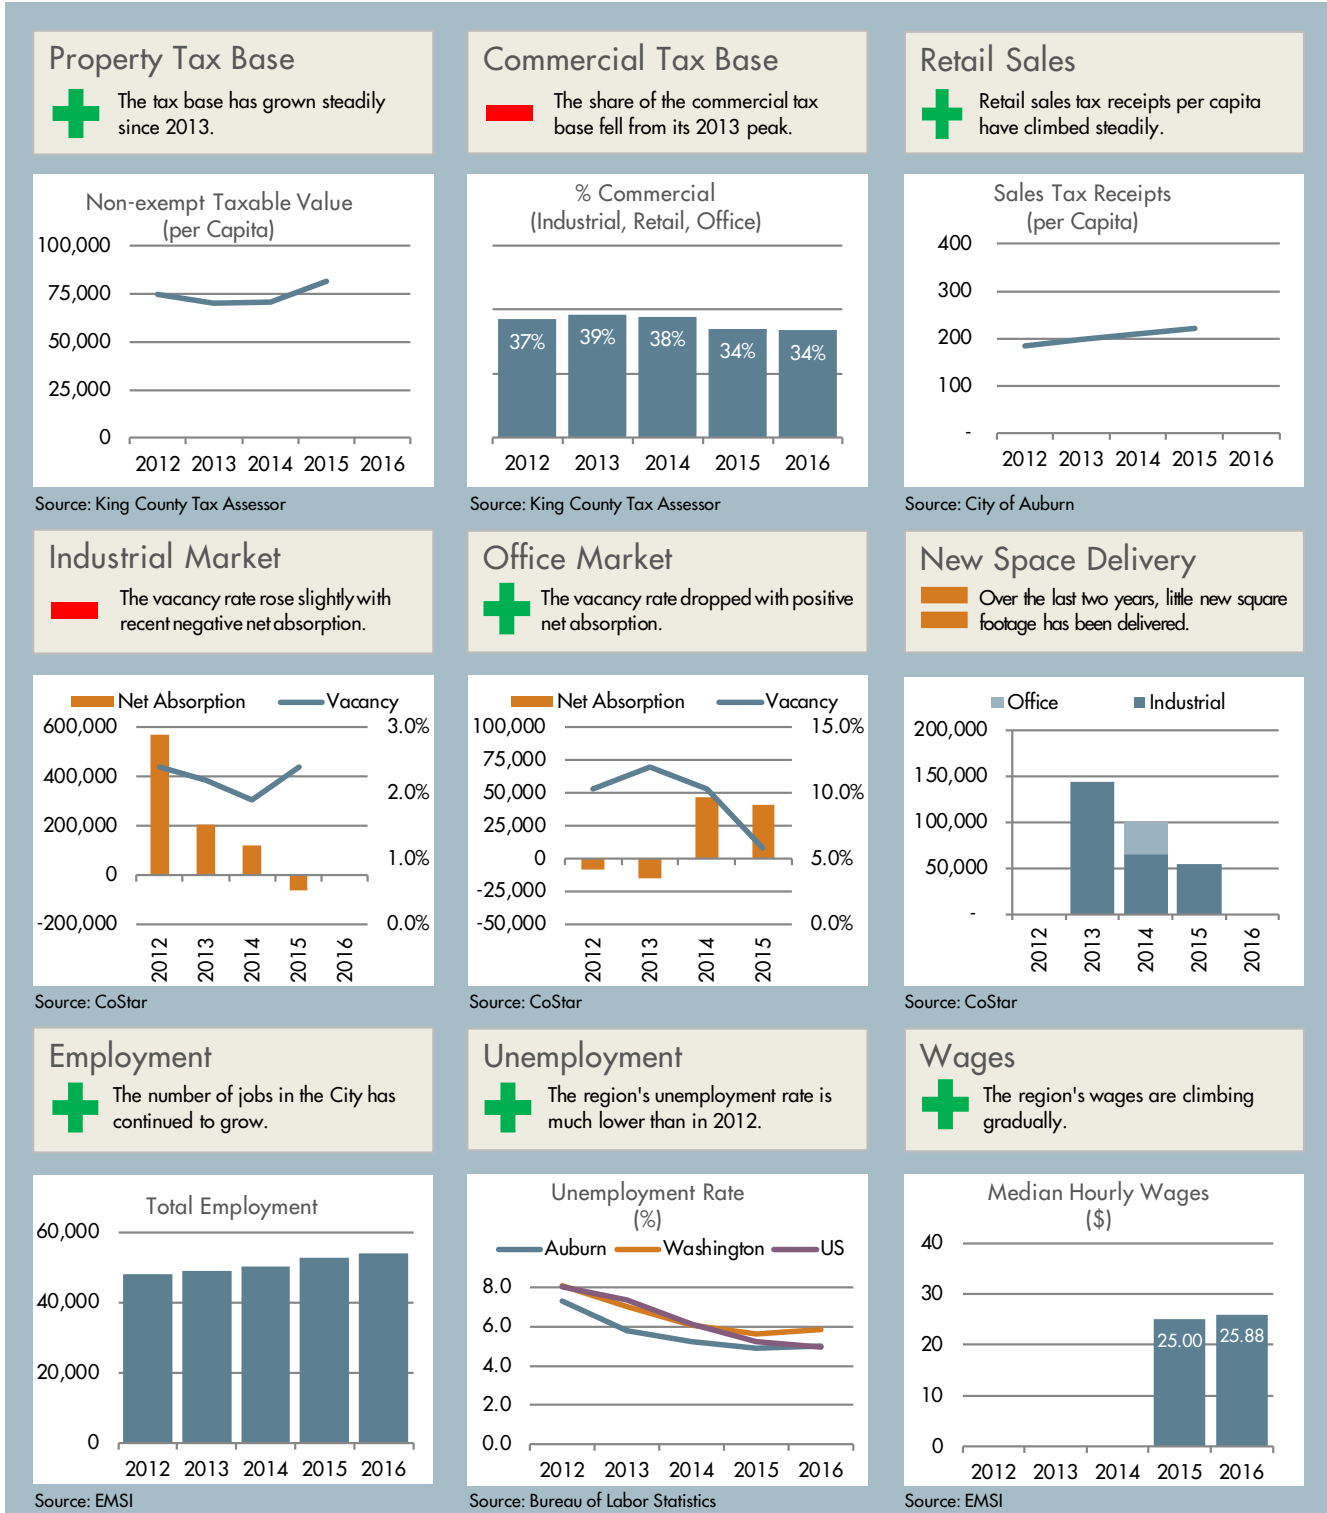 Property Tax Base
The tax base has grown steadily
since 2013.
Commercial Tax Base
The share of the commercial tax
base fell from its 2013 peak.
Retail Sales
Retail sales tax receipts per capita
have climbed steadily.
Non-exempt Taxable Value
(per Capita)
100,000
75,000
50,000
25,000
0
2012 2013 2014 2015 2016
Source: King County Tax Assessor
% Commercial
(Industrial, Retail, Office)
37% 39% 38% 34% 34%
2012 2013 2014 2015 2016
Source: King County Tax Assessor
Sales Tax Receipts
(per Capita)
400
300
200
100
-
2012 2013 2014 2015 2016
Source: City of Auburn
Industrial Market
The vacancy rate rose slightly with
recent negative net absorption.
Office Market
The vacancy rate dropped with positive
net absorption.
New Space Delivery
Over the last two years, little new square
footage has been delivered.
Net Absorption Vacancy
600,000 3.0%
400,000 2.0%
200,000
0 1.0%
-200,000 0.0%
2012 2013 2014 2015 2016
Source: CoStar
Net Absorption Vacancy
100,000 15.0%
75,000
50,000 10.0%
25,000
0 5.0%
-25,000
-50,000 0.0%
2012 2013 2014 2015
Source: CoStar
Office Industrial
200,000
150,000
100,000
50,000
-
2012 2013 2014 2015 2016
Source: CoStar
Employment
The number of jobs in the City has
continued to grow.
Unemployment
The region's unemployment rate is
much lower than in 2012.
Wages
The region's wages are climbing
gradually.
Total Employment
60,000
40,000
20,000
0
2012 2013 2014 2015 2016
Source: EMSI
Unemployment Rate
(%)
Auburn Washington US
8.0
6.0
4.0
2.0
0.0
2012 2013 2014 2015 2016
Source: Bureau of Labor Statistics
Median Hourly Wages
($)
40
30
20
10
0
25.00 25.88
2012 2013 2014 2015 2016
Source: EMSI